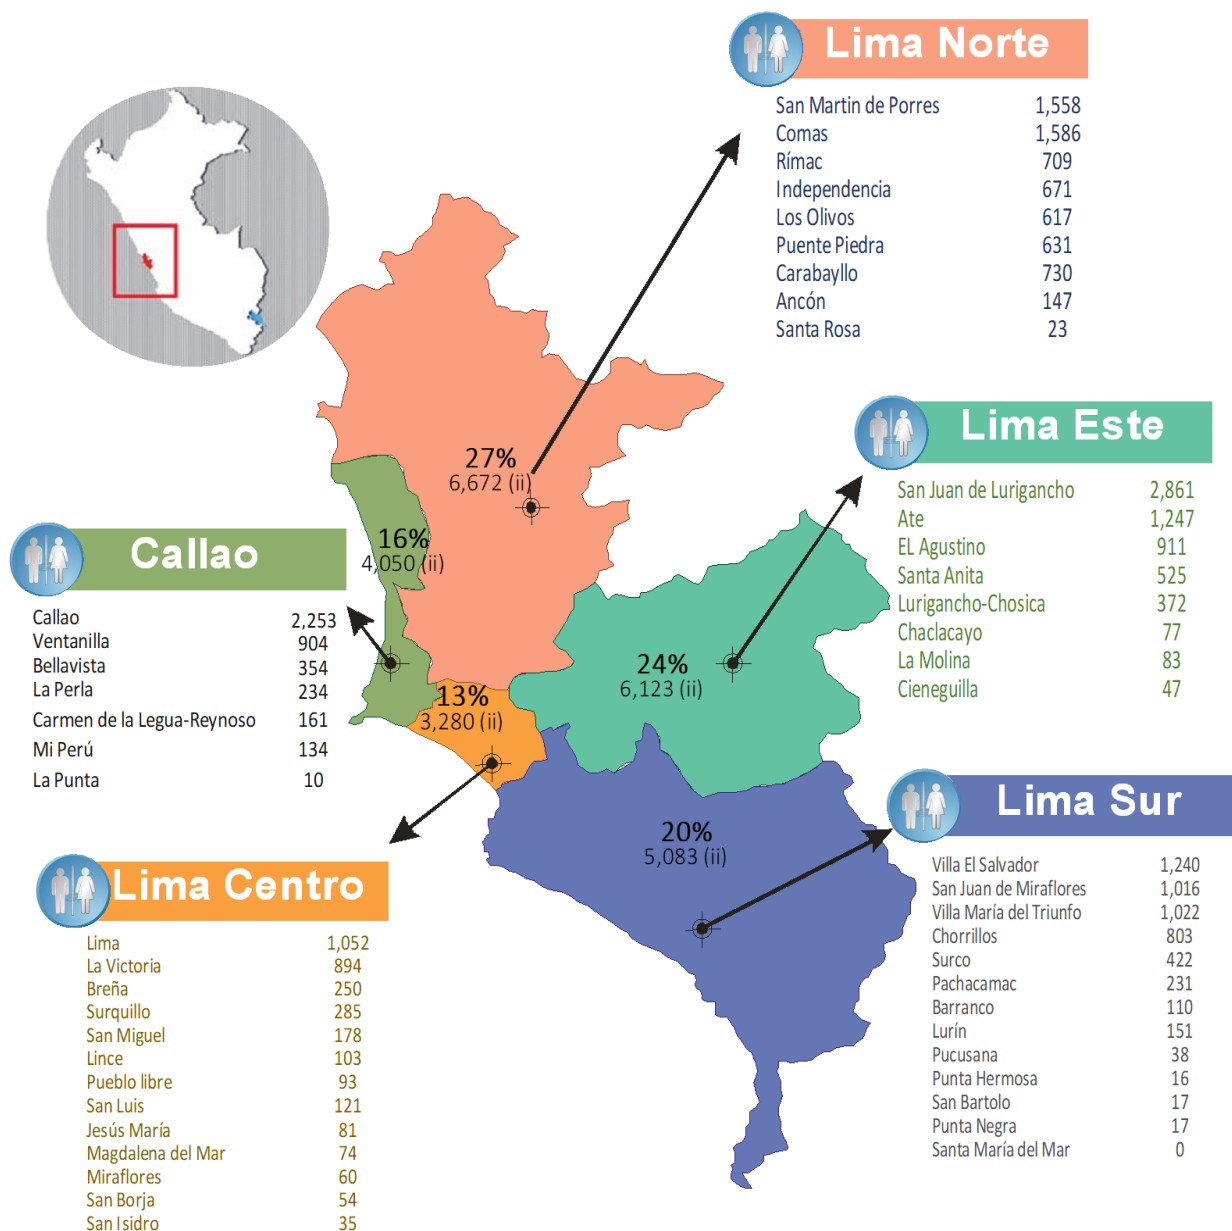 Lima Norte
San Martin de Porres 1,558
Comas 1,586
Rímac 709
Independencia 671
Los Olivos 617
Puente Piedra 631
Carabayllo 730
Ancón 147
Santa Rosa 23
27%
6,672 (ii)
Lima Este
San Juan de Lurigancho 2,861
Ate 1,247
EL Agustino 911
Santa Anita 525
Lurigancho-Chosica 372
Chaclacayo 77
La Molina 83
Cieneguilla 47
16%
4,050 (ii)
Callao
Callao 2,253
Ventanilla 904
Bellavista 354
La Perla 234
Carmen de la Legua-Reynoso 161
Mi Perú 134
La Punta 10
24%
6,123 (ii)
13%
3,280 (ii)
Lima Sur
Villa El Salvador 1,240
San Juan de Miraflores 1,016
Villa María del Triunfo 1,022
Chorrillos 803
Surco 422
Pachacamac 231
Barranco 110
Lurín 151
Pucusana 38
Punta Hermosa 16
San Bartolo 17
Punta Negra 17
Santa María del Mar 0
20%
5,083 (ii)
Lima Centro
Lima 1,052
La Victoria 894
Breña 250
Surquillo 285
San Miguel 178
Lince 103
Pueblo libre 93
San Luis 121
Jesús María 81
Magdalena del Mar 74
Miraflores 60
San Borja 54
San Isidro 35